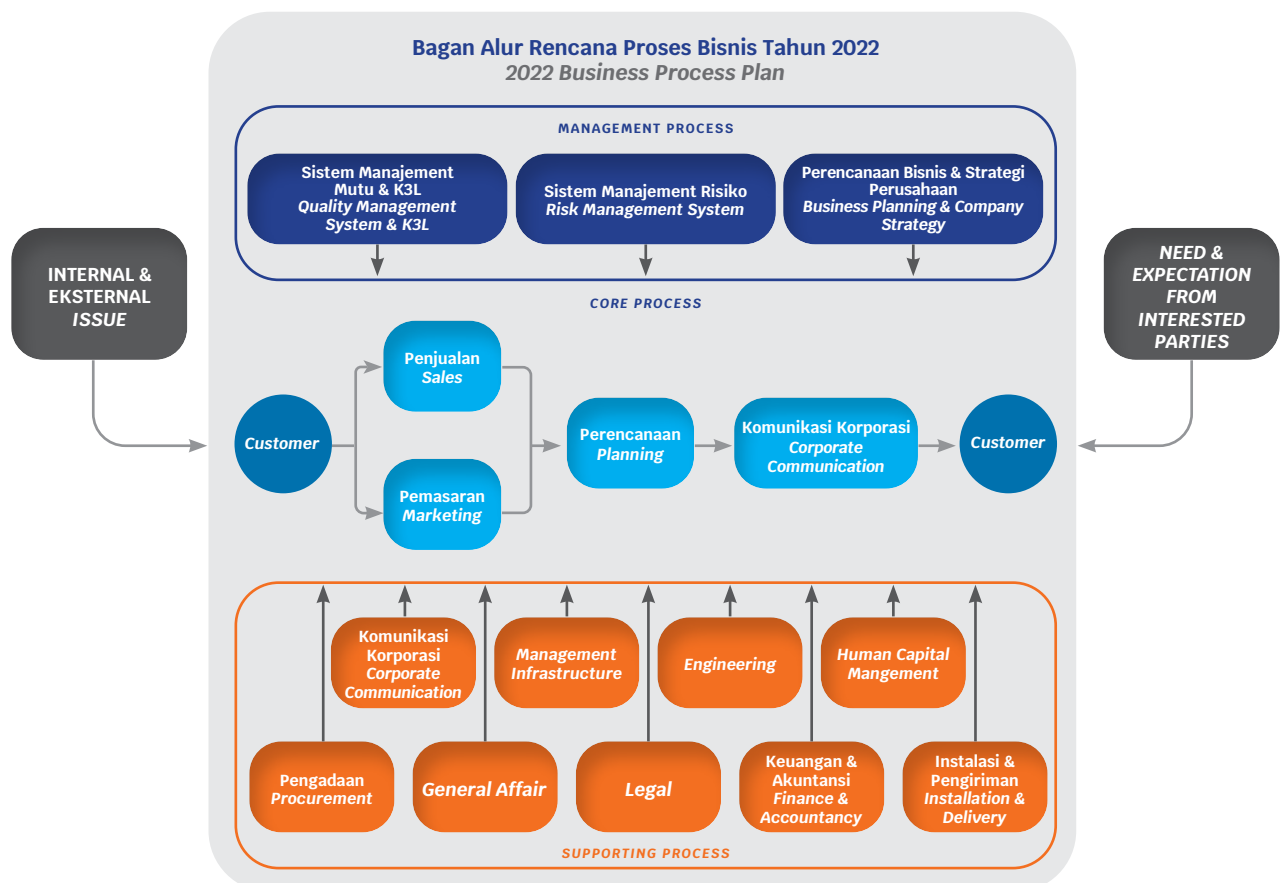 Bagan Alur Rencana Proses Bisnis Tahun 2022
2022 Business Process Plan
MANAGEMENT PROCESS
Sistem Manajement
Mutu & K3L
Quality Management
System & K3L
Sistem Manajement Risiko
Risk Management System
Perencanaan Bisnis & Strategi
Perusahaan
Business Planning & Company
Strategy
INTERNAL &
EKSTERNAL
ISSUE
NEED &
EXPECTATION
FROM
INTERESTED
PARTIES
CORE PROCESS
Customer
Penjualan
Sales
Pemasaran
Marketing
Perencanaan
Planning
Komunikasi Korporasi
Corporate
Communication
Customer
Komunikasi
Korporasi
Corporate
Communication
Management
Infrastructure
Engineering
Human Capital
Mangement
Pengadaan
Procurement
General Affair
Legal
Keuangan &
Akuntansi
Finance &
Accountancy
Instalasi &
Pengiriman
Installation &
Delivery
SUPPORTING PROCESS